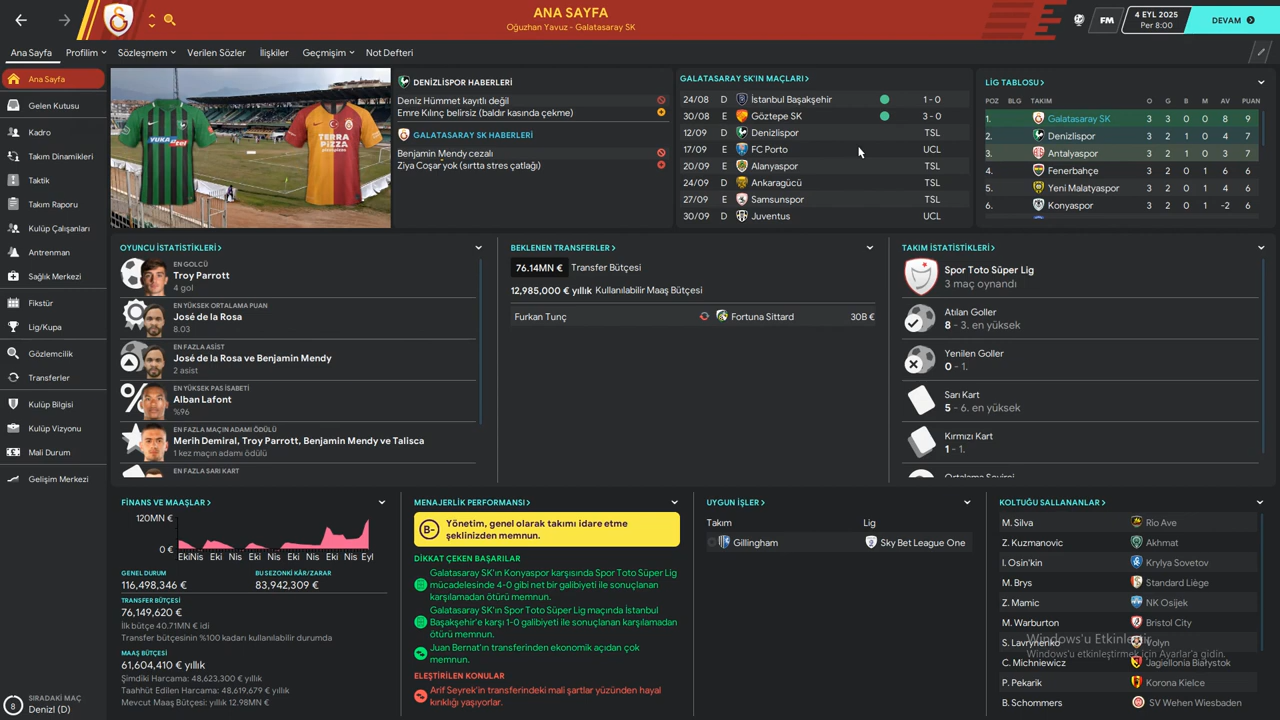 ANA SAYFA
Oğuzhan Yavuz - Galatasaray SK
FM
4 EYL 2025
Per 8:00
DEVAM
Ana Sayfa
Profilim
Sözleşmem
Verilen Sözler
İlişkiler
Geçmişim
Not Defteri
Ana Sayfa
Gelen Kutusu
Kadro
Takım Dinamikleri
Taktik
Takım Raporu
Kulüp Çalışanları
Antrenman
Sağlık Merkezi
Fikstür
Lig/Kupa
Gözlemcilik
Transferler
Kulüp Bilgisi
Kulüp Vizyonu
Mali Durum
Gelişim Merkezi
SIRADAKİ MAÇ
8 Denizl (D)
YUKA tel
TERRA PIZZA
DENİZLİSPOR HABERLERİ
Deniz Hümmet kayıtlı değil
Emre Kılınç belirsiz (baldır kasında çekme)
GALATASARAY SK HABERLERİ
Benjamin Mendy cezalı
Ziya Coşar'yok (sırtta stres çatlağı)
GALATASARAY SK'IN MAÇLARI
24/08 D İstanbul Başakşehir 1 - 0
30/08 E Göztepe SK 3 - 0
12/09 D Denizlispor TSL
17/09 E FC Porto UCL
20/09 E Alanyaspor TSL
24/09 D Ankaragücü TSL
27/09 E Samsunspor TSL
30/09 D Juventus UCL
LİG TABLOSU
POZ BLG TAKIM O G B M AV PUAN
1. Galatasaray SK 3 3 0 0 8 9
2. Denizlispor 3 2 1 0 4 7
3. Antalyaspor 3 2 1 0 3 7
4. Fenerbahçe 3 2 0 1 6 6
5. Yeni Malatyaspor 3 2 0 1 4 6
6. Konyaspor 3 2 0 1 -2 6
OYUNCU İSTATİSTİKLERİ
EN GOLCÜ
Troy Parrott
4 gol
EN YÜKSEK ORTALAMA PUAN
José de la Rosa
8.03
EN FAZLA ASİST
José de la Rosa ve Benjamin Mendy
2 asist
EN YÜKSEK PAS İSABETİ
Alban Lafont
%96
EN FAZLA MAÇIN ADAMI ÖDÜLÜ
Merih Demiral, Troy Parrott, Benjamin Mendy ve Talisca
1 kez maçın adamı ödülü
EN FAZLA SARI KART
BEKLENEN TRANSFERLER
76.14MN € Transfer Bütçesi
12,985,000 € yıllık Kullanılabilir Maaş Bütçesi
Furkan Tunç Fortuna Sittard 30B €
TAKIM İSTATİSTİKLERİ
Spor Toto Süper Lig
3 maç oynandı
Atılan Goller
8 - 3. en yüksek
Yenilen Goller
0 - 1.
Sarı Kart
5 - 6. en yüksek
Kırmızı Kart
1 - 1.
FİNANS VE MAAŞLAR
120MN €
0 €
EkiNis Eki Nis Eki Nis Eki Nis Eki Nis Eyl
GENEL DURUM
116,498,346 €
BU SEZONKİ KÂR/ZARAR
83,942,309 €
TRANSFER BÜTÇESİ
76,149,620 €
İlk bütçe 40.71MN € idi
Transfer bütçesinin %100 kadarı kullanılabilir durumda
MAAŞ BÜTÇESİ
61,604,410 € yıllık
Şimdiki Harcama: 48,623,300 € yıllık
Taahhüt Edilen Harcama: 48,619,679 € yıllık
Mevcut Maaş Bütçesi: yıllık 12.98MN €
MENAJERLİK PERFORMANSI
B- Yönetim, genel olarak takımı idare etme
şeklinizden memnun.
DİKKAT ÇEKEN BAŞARILAR
Galatasaray SK'ın Konyaspor karşısında Spor Toto Süper Lig
mücadelesinde 4-0 gibi net bir galibiyeti ile sonuçlanan
karşılamadan ötürü memnun.
Galatasaray SK'ın Spor Toto Süper Lig maçında İstanbul
Başakşehir'e karşı 1-0 galibiyeti ile sonuçlanan karşılamadan
ötürü memnun.
Juan Bernat'ın transferinden ekonomik açıdan çok
memnun.
ELEŞTİRİLEN KONULAR
Arif Seyrek'in transferindeki mali şartlar yüzünden hayal
kırıklığı yaşıyorlar.
UYGUN İŞLER
Takım Lig
Gillingham Sky Bet League One
KOLTUĞU SALLANANLAR
M. Silva Rio Ave
Z. Kuzmanovic Akhmat
I. Osin'kin Krylya Sovetov
M. Brys Standard Liège
Z. Mamic NK Osijek
M. Warburton Bristol City
S. Lavrynenko Volyn
C. Michniewicz Jagiellonia Białystok
P. Pekarik Korona Kielce
B. Schommers SV Wehen Wiesbaden
Windows'u Etkinleştir
Windows'u etkinleştirmek için Ayarlar'a gidin.